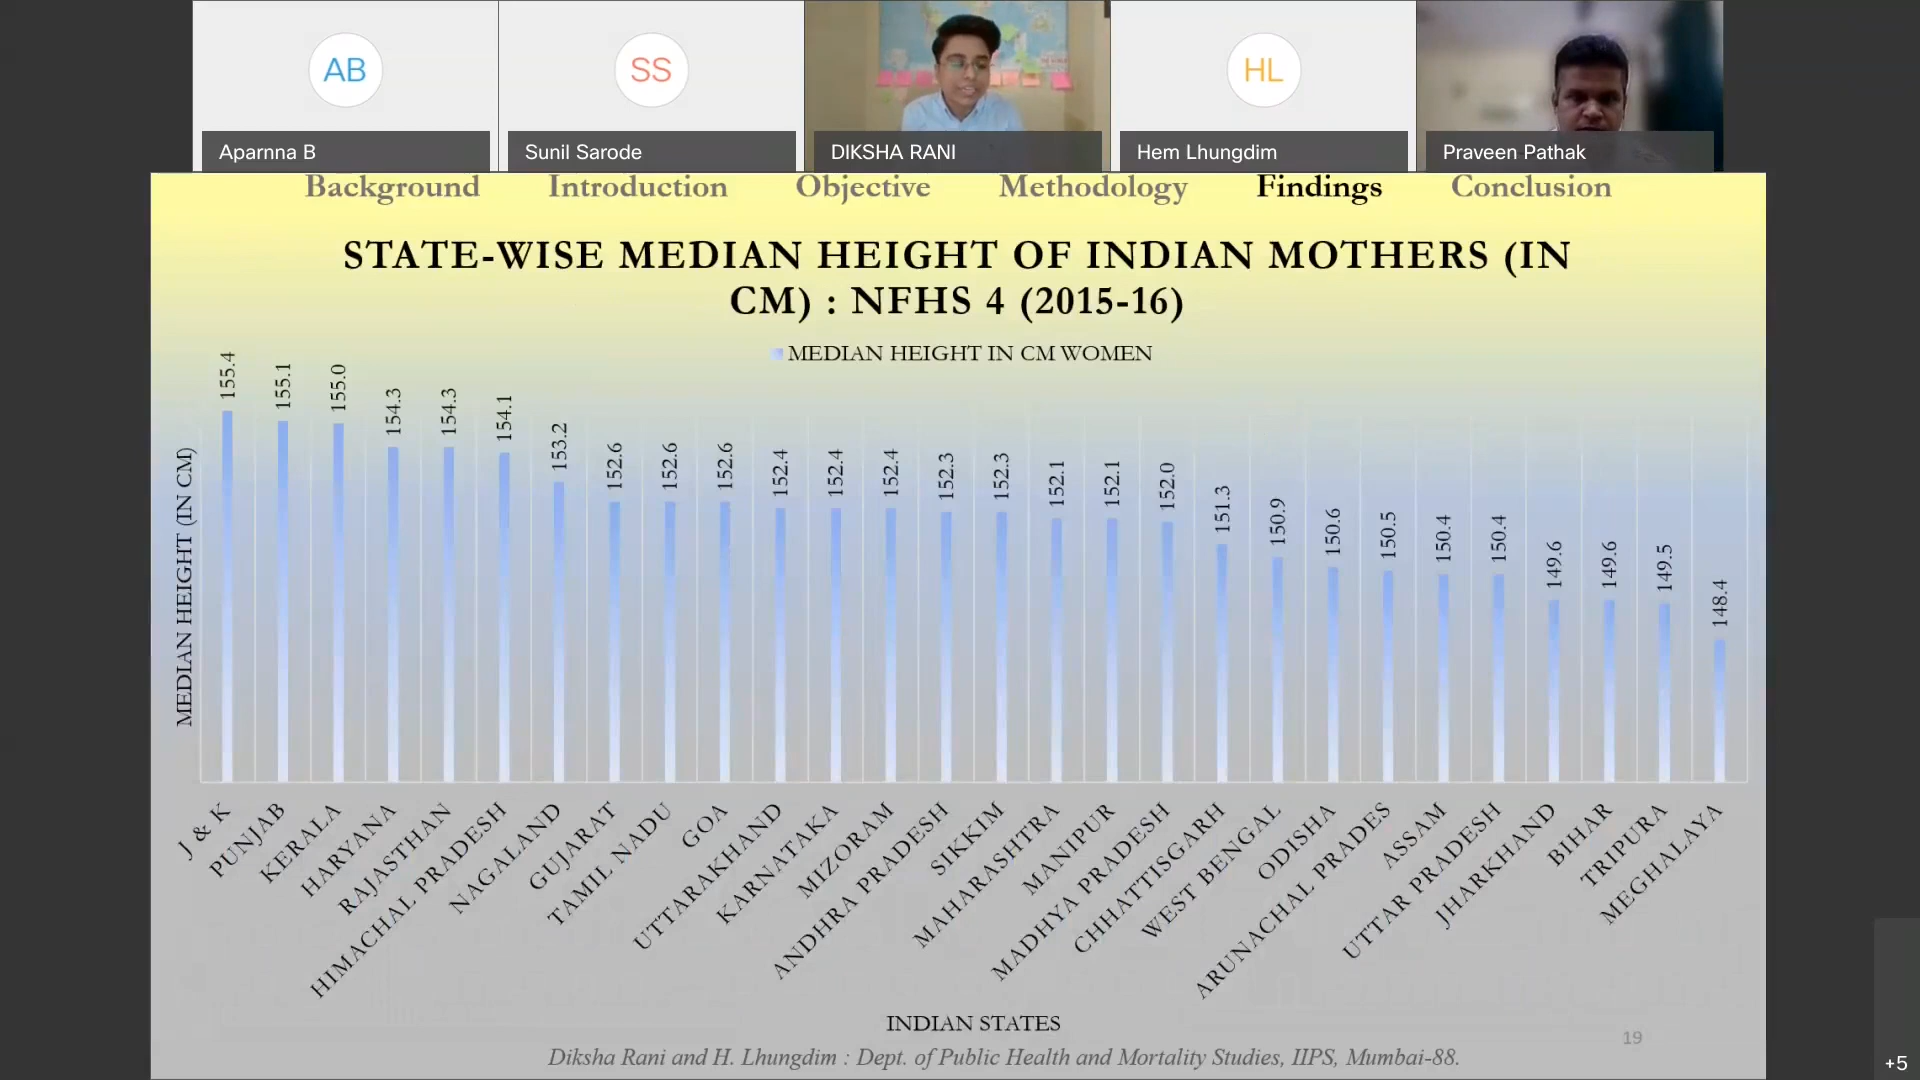 AB
SS
HL
Aparnna B
Sunil Sarode
DIKSHA RANI
Hem Lhungdim
Praveen Pathak
Background Introduction Objective Methodology Findings Conclusion
STATE-WISE MEDIAN HEIGHT OF INDIAN MOTHERS (IN
CM) : NFHS 4 (2015-16)
MEDIAN HEIGHT IN CM WOMEN
MEDIAN HEIGHT (IN CM)
155.4
155.1
155.0
154.3
154.3
154.1
153.2
152.6
152.6
152.6
152.4
152.4
152.4
152.3
152.3
152.1
152.1
152.0
151.3
150.9
150.6
150.5
150.4
150.4
149.6
149.6
149.5
148.4
J & K
PUNJAB
KERALA
HARYANA
RAJASTHAN
HIMACHAL PRADESH
NAGALAND
GUJARAT
TAMIL NADU
GOA
UTTARAKHAND
KARNATAKA
MIZORAM
ANDHRA PRADESH
SIKKIM
MAHARASHTRA
MANIPUR
MADHYA PRADESH
CHHATTISGARH
WEST BENGAL
ODISHA
ARUNACHAL PRADES
ASSAM
UTTAR PRADESH
JHARKHAND
BIHAR
TRIPURA
MEGHALAYA
INDIAN STATES
19
Diksha Rani and H. Lhungdim : Dept. of Public Health and Mortality Studies, IIPS, Mumbai-88.
+5